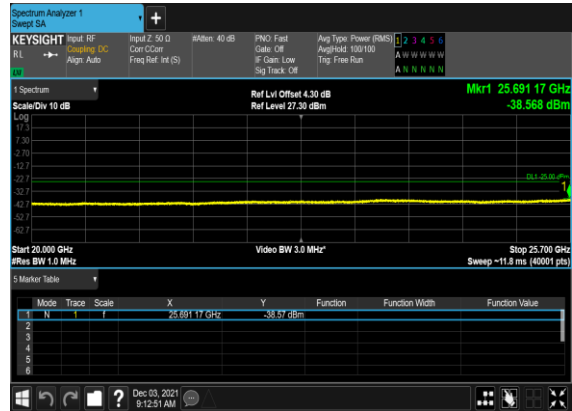 Spectrum Analyzer 1
Swept SA
+
KEYSIGHT Input: RF Input Z: 50 Ω #Atten: 40 dB PNO: Fast Avg Type: Power (RMS) 1 2 3 4 5 6
RL Coupling: DC Corr CCorr Gate: Off Avg|Hold: 100/100 A W W W W W
Align: Auto Freq Ref: Int (S) IF Gain: Low Trig: Free Run A N N N N N
Sig Track: Off
1 Spectrum Ref Lvl Offset 4.30 dB Mkr1 25.691 17 GHz
Scale/Div 10 dB Ref Level 27.30 dBm -38.568 dBm
Log
17.3
7.30
-2.70
-12.7
-22.7 DL1 -25.00 dBm
-32.7 1
-42.7
-52.7
-62.7
Start 20.000 GHz Video BW 3.0 MHz* Stop 25.700 GHz
#Res BW 1.0 MHz Sweep ~11.8 ms (40001 pts)
5 Marker Table
Mode Trace Scale X Y Function Function Width Function Value
1 N 1 f 25.691 17 GHz -38.57 dBm
2
3
4
5
6
? Dec 03, 2021
9:12:51 AM